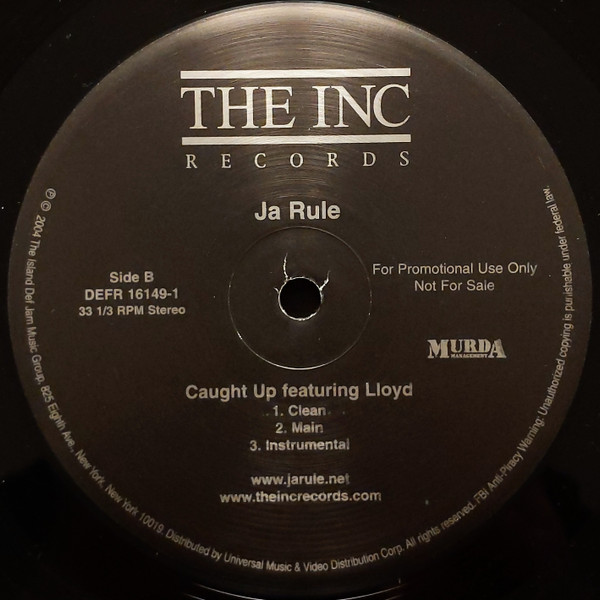 THE INC
RECORDS
Ja Rule
Side B
DEFR 16149-1
33 1/3 RPM Stereo
For Promotional Use Only
Not For Sale
MURDA
MANAGEMENT
Caught Up featuring Lloyd
1. Clean
2. Main
3. Instrumental
www.jarule.net
www.theincrecords.com
℗ © 2004 The Island Def Jam Music Group, 825 Eighth Ave., New York, New York 10019. Distributed by Universal Music & Video Distribution Corp. All rights reserved. FBI Anti-Piracy Warning: Unauthorized copying is punishable under federal law.